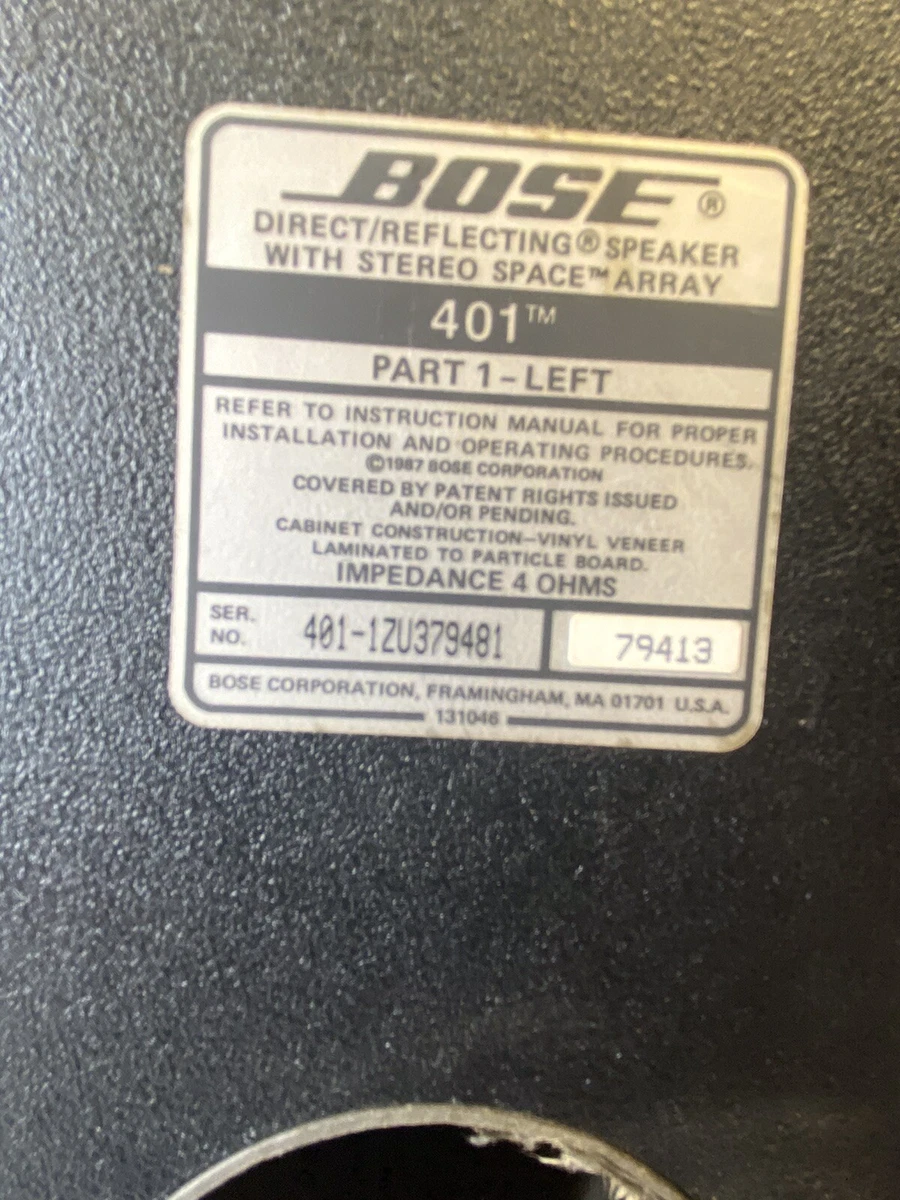 BOSE®
DIRECT/REFLECTING® SPEAKER
WITH STEREO SPACE™ ARRAY
401™
PART 1 – LEFT
REFER TO INSTRUCTION MANUAL FOR PROPER
INSTALLATION AND OPERATING PROCEDURES.
©1987 BOSE CORPORATION
COVERED BY PATENT RIGHTS ISSUED
AND/OR PENDING.
CABINET CONSTRUCTION–VINYL VENEER
LAMINATED TO PARTICLE BOARD.
IMPEDANCE 4 OHMS
SER.
NO. 401-1ZU379481 79413
BOSE CORPORATION, FRAMINGHAM, MA 01701 U.S.A.
131046